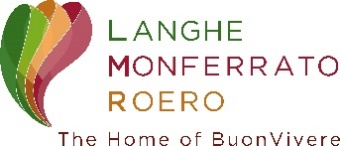 LANGHE
MONFERRATO
ROERO
The Home of BuonVivere